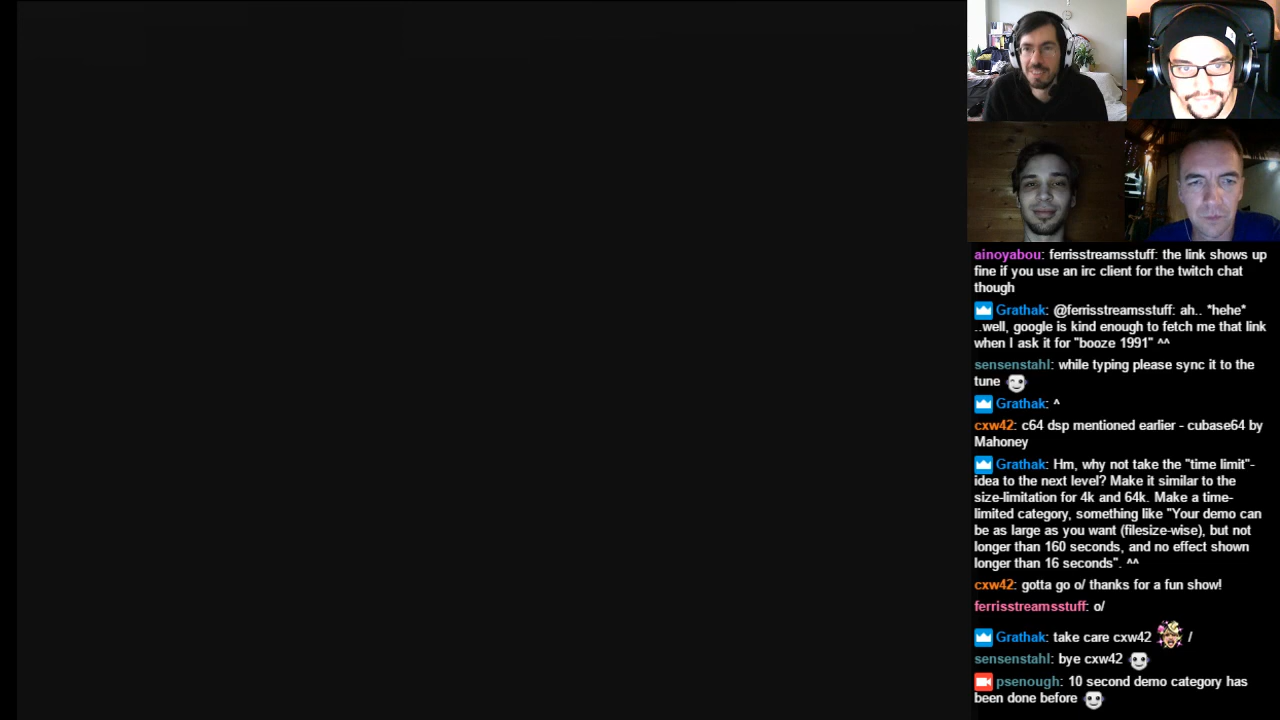 ainoyabou: ferrisstreamsstuff: the link shows up
fine if you use an irc client for the twitch chat
though
Grathak: @ferrisstreamsstuff: ah.. *hehe*
..well, google is kind enough to fetch me that link
when I ask it for "booze 1991" ^^
sensenstahl: while typing please sync it to the
tune
Grathak: ^
cxw42: c64 dsp mentioned earlier - cubase64 by
Mahoney
Grathak: Hm, why not take the "time limit"-
idea to the next level? Make it similar to the
size-limitation for 4k and 64k. Make a time-
limited category, something like "Your demo can
be as large as you want (filesize-wise), but not
longer than 160 seconds, and no effect shown
longer than 16 seconds". ^^
cxw42: gotta go o/ thanks for a fun show!
ferrisstreamsstuff: o/
Grathak: take care cxw42 /
sensenstahl: bye cxw42
psenough: 10 second demo category has
been done before